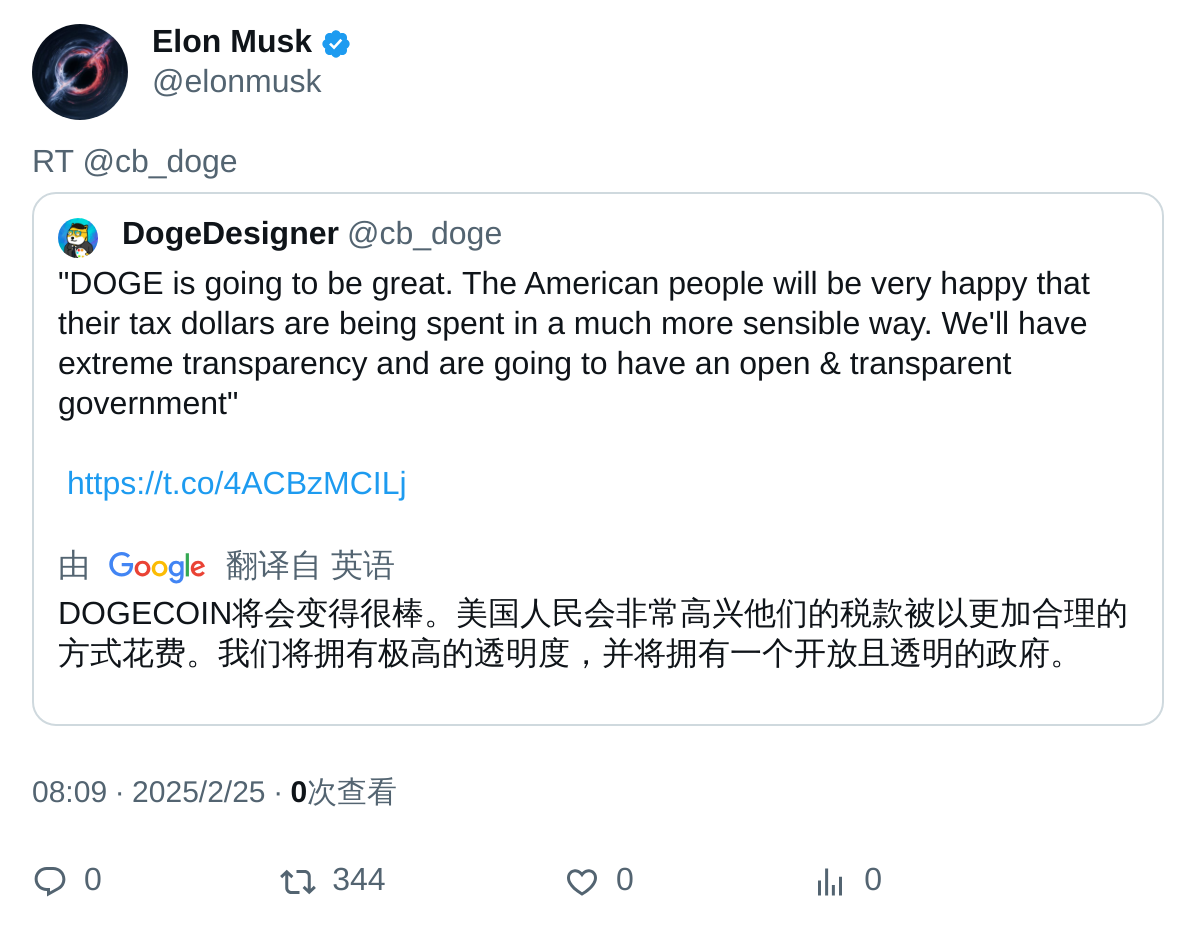 Elon Musk
@elonmusk
RT @cb_doge
DogeDesigner @cb_doge
"DOGE is going to be great. The American people will be very happy that
their tax dollars are being spent in a much more sensible way. We'll have
extreme transparency and are going to have an open & transparent
government"
https://t.co/4ACBzMCILj
由 Google 翻译自 英语
DOGECOIN将会变得很棒。美国人民会非常高兴他们的税款被以更加合理的
方式花费。我们将拥有极高的透明度，并将拥有一个开放且透明的政府。
08:09 · 2025/2/25 · 0次查看
0 344 0 0